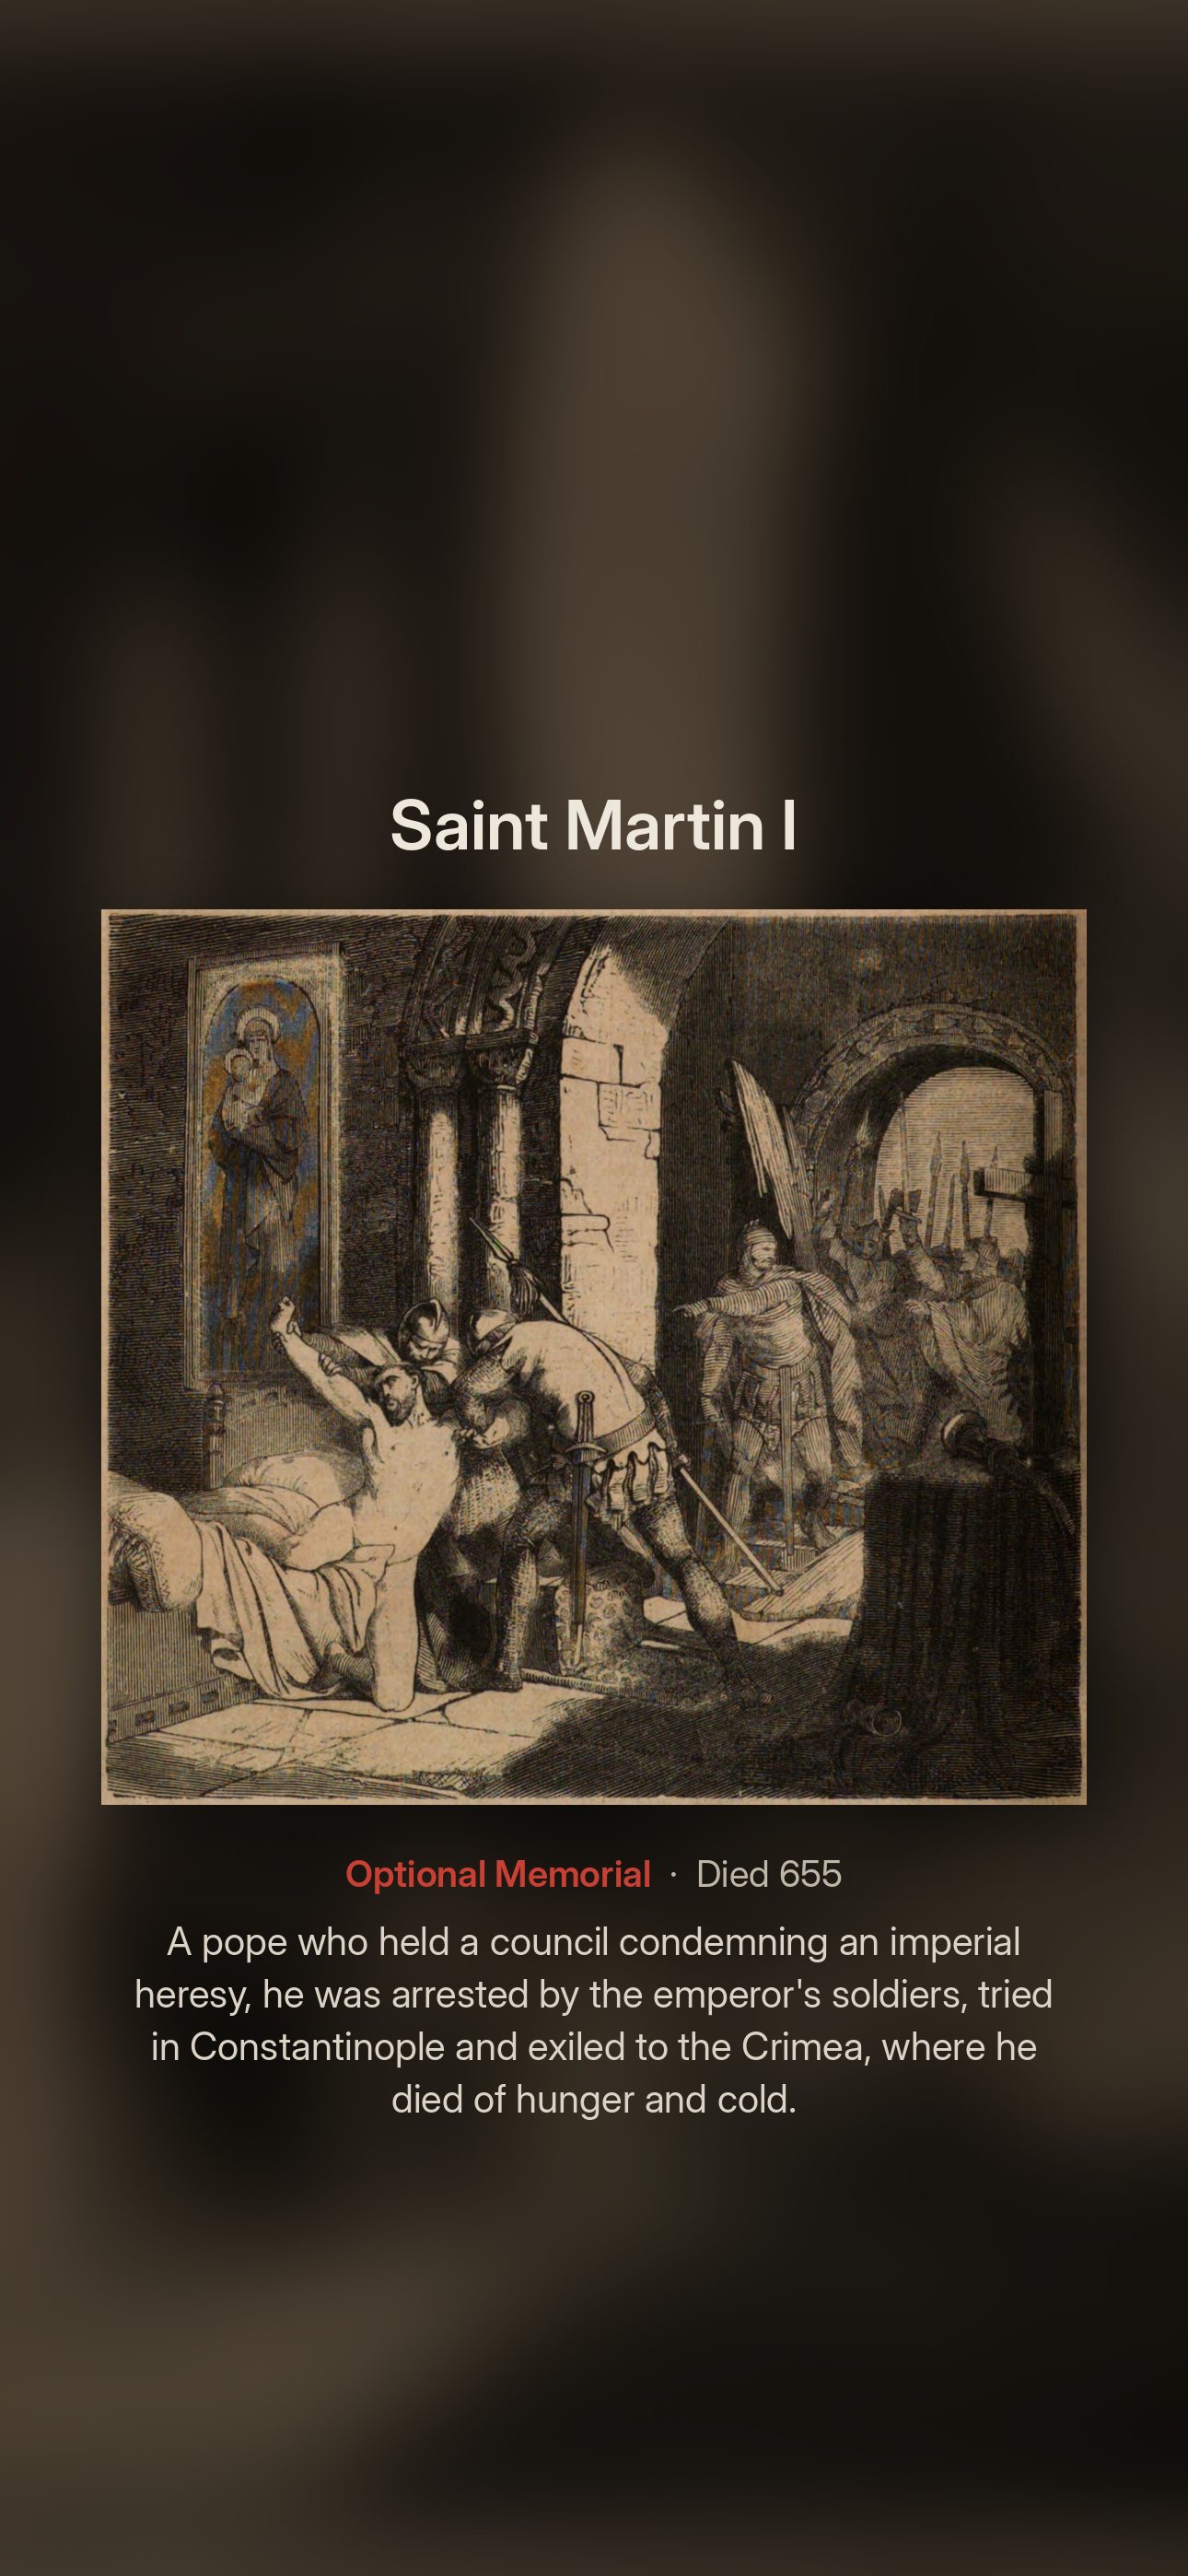 Saint Martin I
Optional Memorial · Died 655
A pope who held a council condemning an imperial
heresy, he was arrested by the emperor's soldiers, tried
in Constantinople and exiled to the Crimea, where he
died of hunger and cold.